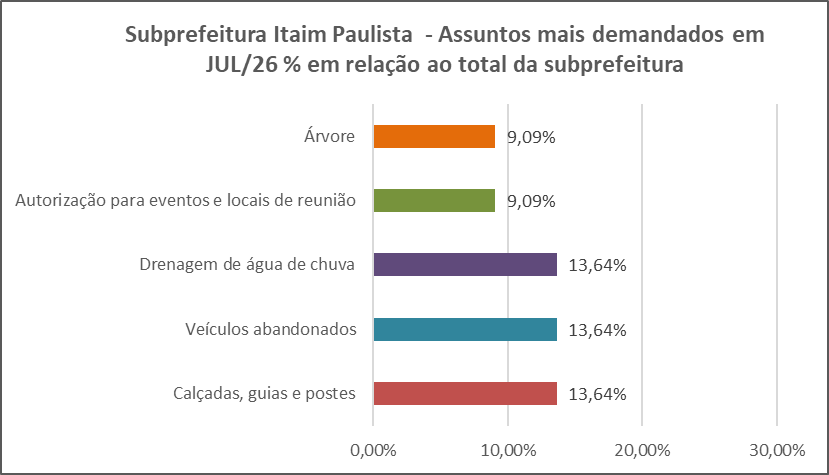 Subprefeitura Itaim Paulista - Assuntos mais demandados em
JUL/26 % em relação ao total da subprefeitura
Árvore 9,09%
Autorização para eventos e locais de reunião 9,09%
Drenagem de água de chuva 13,64%
Veículos abandonados 13,64%
Calçadas, guias e postes 13,64%
0,00% 10,00% 20,00% 30,00%